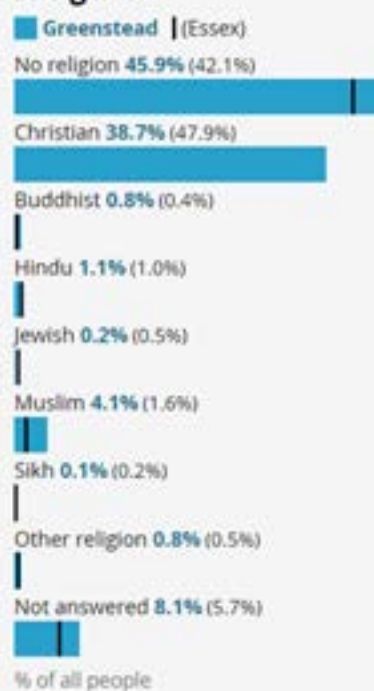 Greenstead (Essex)
No religion 45.9% (42.1%)
Christian 38.7% (47.9%)
Buddhist 0.8% (0.4%)
Hindu 1.1% (1.0%)
Jewish 0.2% (0.5%)
Muslim 4.1% (1.6%)
Sikh 0.1% (0.2%)
Other religion 0.8% (0.5%)
Not answered 8.1% (5.7%)
% of all people